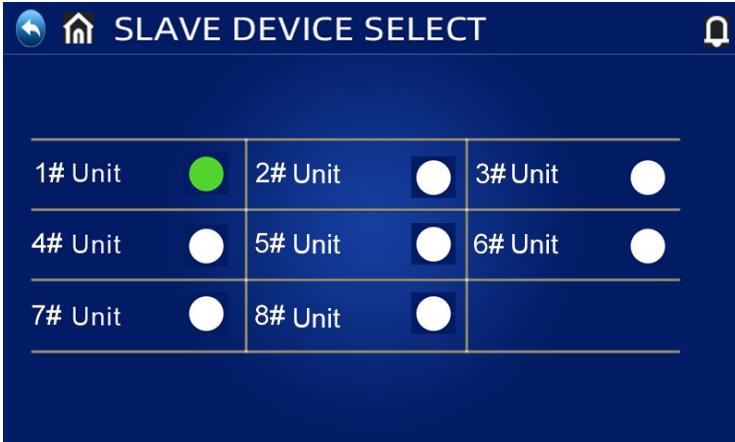 SLAVE DEVICE SELECT
1# Unit 2# Unit 3# Unit
4# Unit 5# Unit 6# Unit
7# Unit 8# Unit